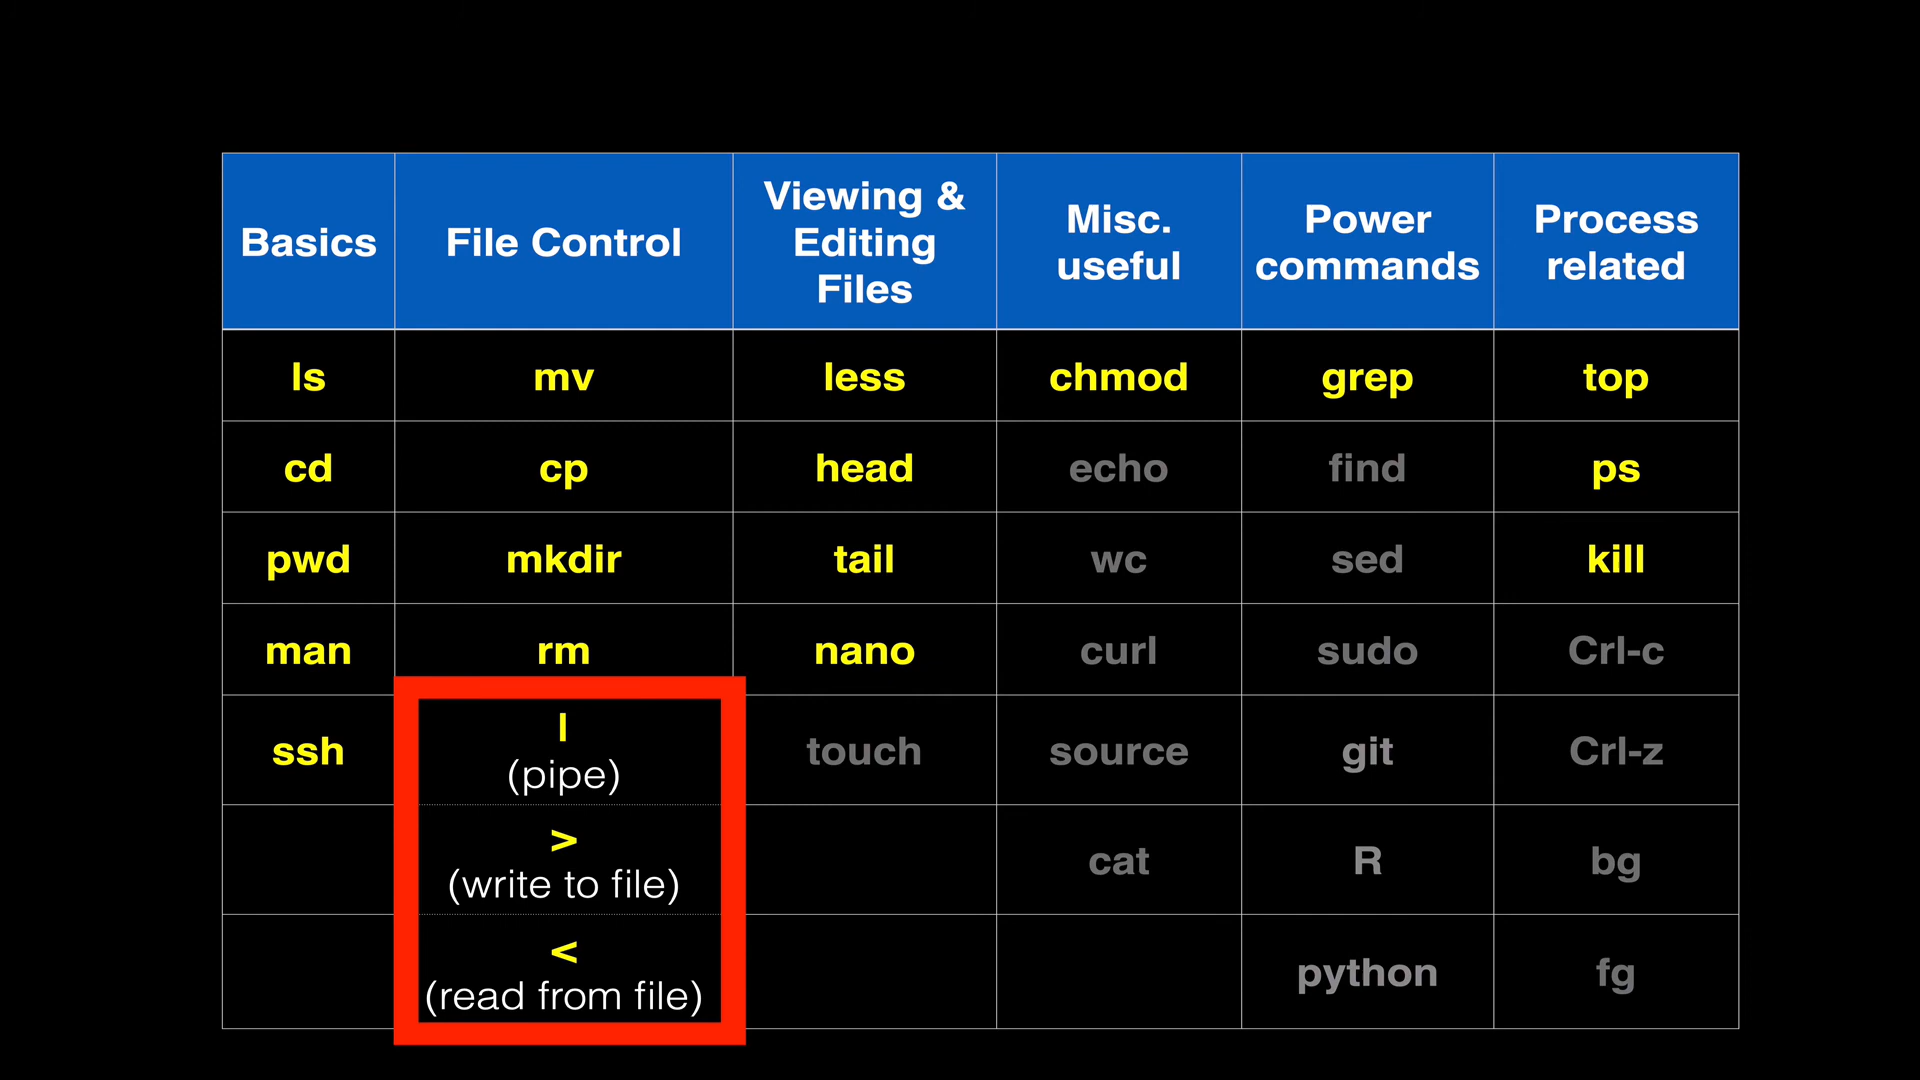 Basics
File Control
Viewing &
Editing
Files
Misc.
useful
Power
commands
Process
related
ls
mv
less
chmod
grep
top
cd
cp
head
echo
find
ps
pwd
mkdir
tail
wc
sed
kill
man
rm
nano
curl
sudo
Crl-c
ssh
|
(pipe)
touch
source
git
Crl-z
>
(write to file)
cat
R
bg
<
(read from file)
python
fg